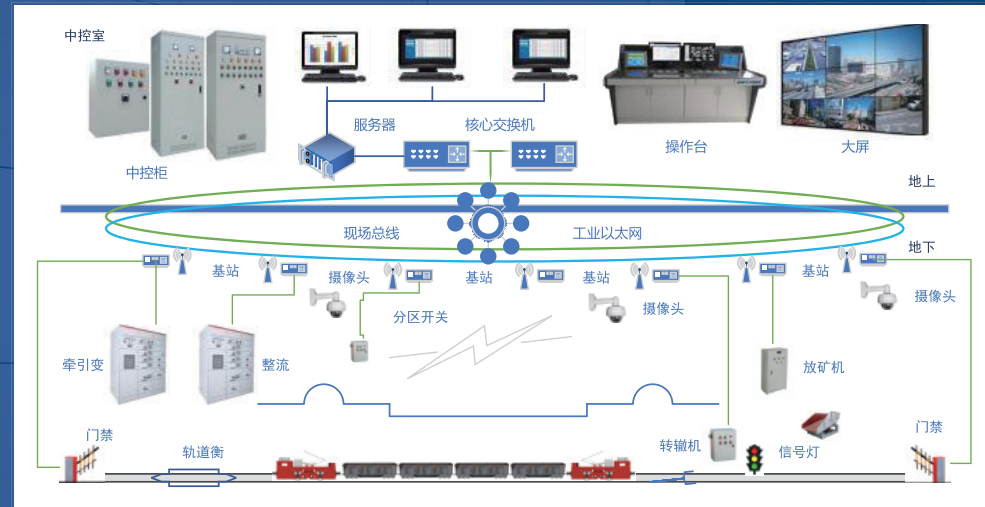 中控室
服务器
核心交换机
中控柜
操作台
大屏
地上
现场总线
工业以太网
地下
基站
摄像头
基站
基站
摄像头
基站
摄像头
分区开关
牵引变
整流
放矿机
门禁
轨道衡
转辙机
信号灯
门禁